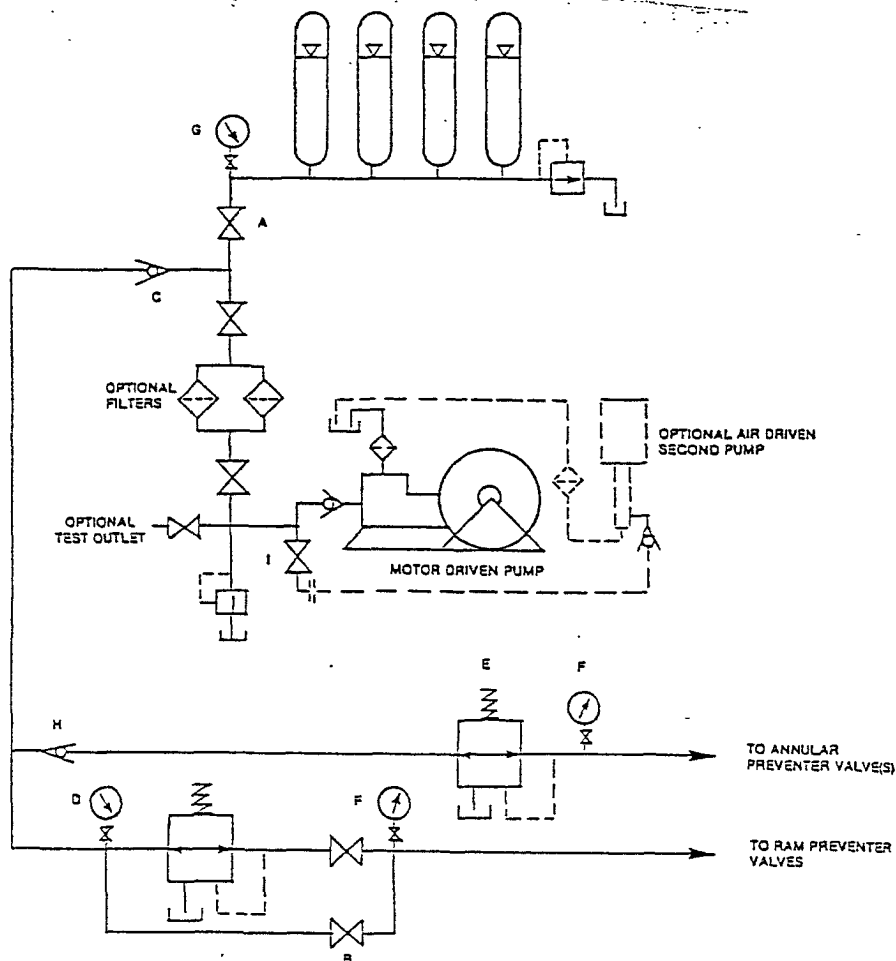 G
A
C
OPTIONAL
FILTERS
OPTIONAL AIR DRIVEN
SECOND PUMP
OPTIONAL
TEST OUTLET
I
MOTOR DRIVEN PUMP
E
F
H
TO ANNULAR
PREVENTER VALVE(S)
D
F
TO RAM PREVENTER
VALVES
B